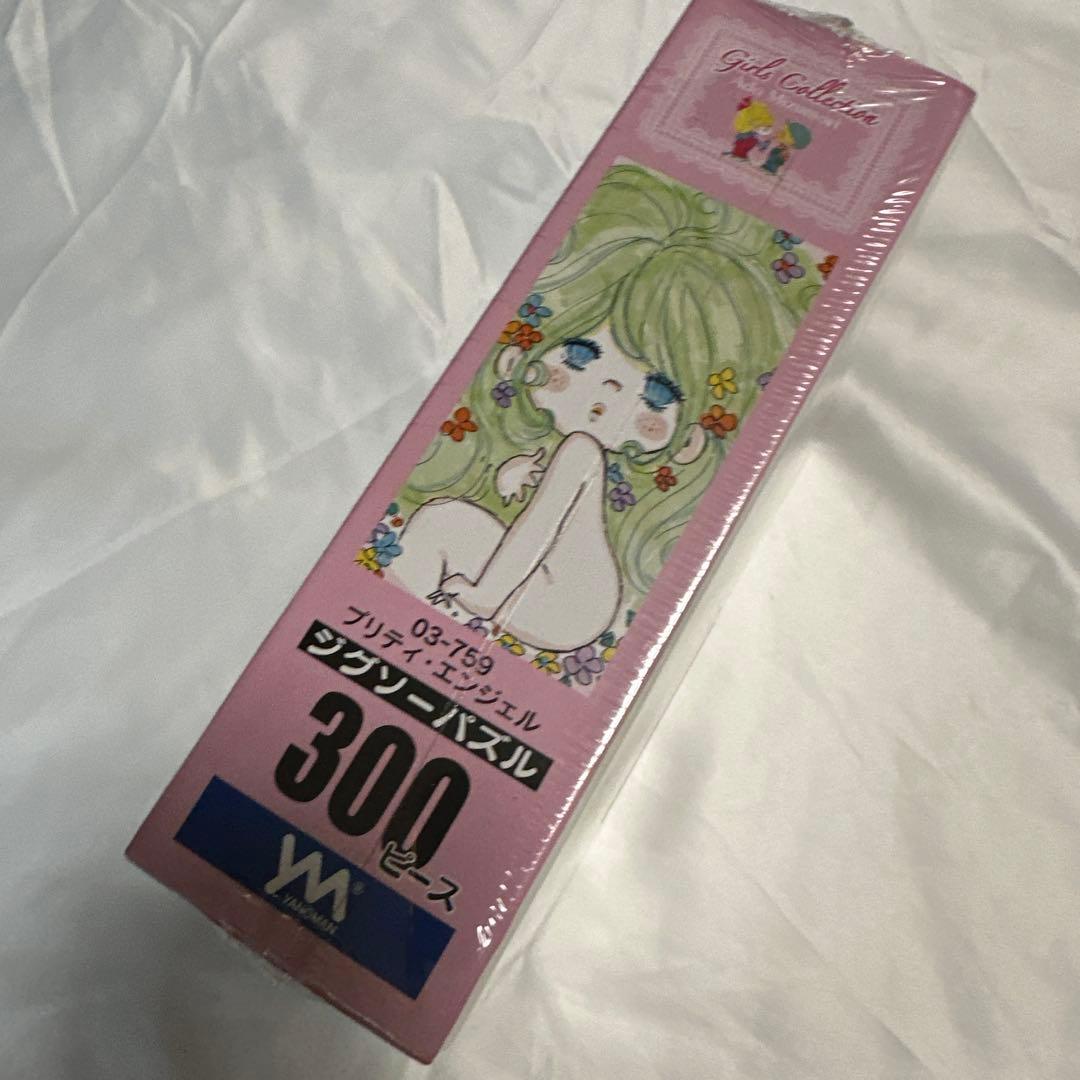 Girls Collection
03-759
プリティ・エンジェル
ジグソーパズル
300
ピース
YM®
YANOMAN